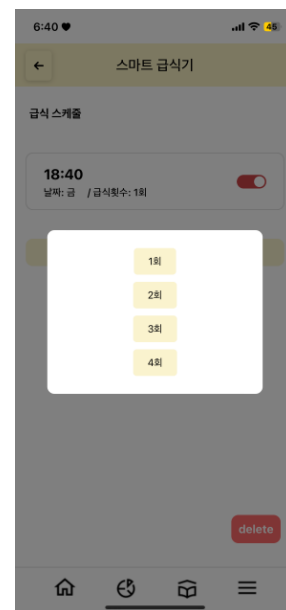 6:40
45
스마트 급식기
급식 스케줄
18:40
날짜: 금 / 급식횟수: 1회
1회
2회
3회
4회
delete